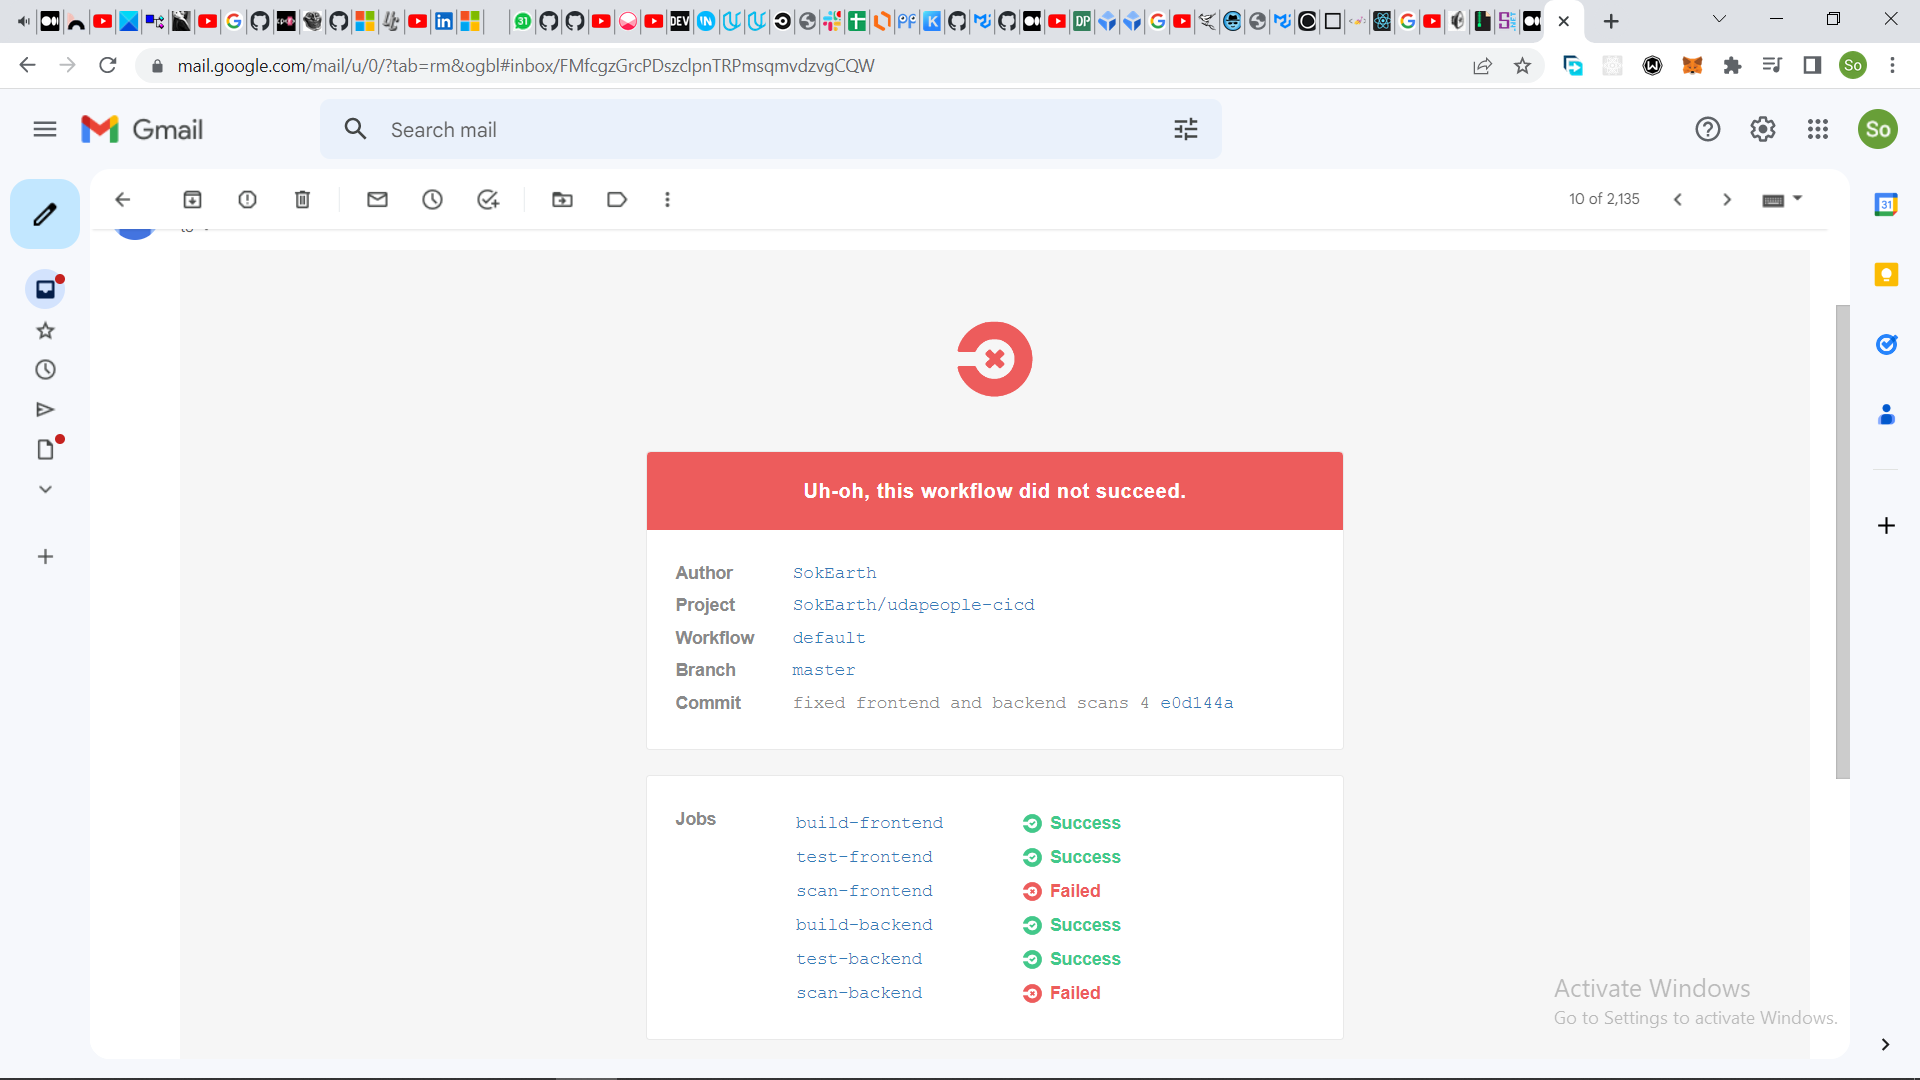 mail.google.com/mail/u/0/?tab=rm&ogbl#inbox/FMfcgzGrcPDszclpnTRPmsqmvdzvgCQW
So
Gmail
Search mail
So
10 of 2,135
31
Uh-oh, this workflow did not succeed.
Author SokEarth
Project SokEarth/udapeople-cicd
Workflow default
Branch master
Commit fixed frontend and backend scans 4 e0d144a
Jobs
build-frontend Success
test-frontend Success
scan-frontend Failed
build-backend Success
test-backend Success
scan-backend Failed
Activate Windows
Go to Settings to activate Windows.